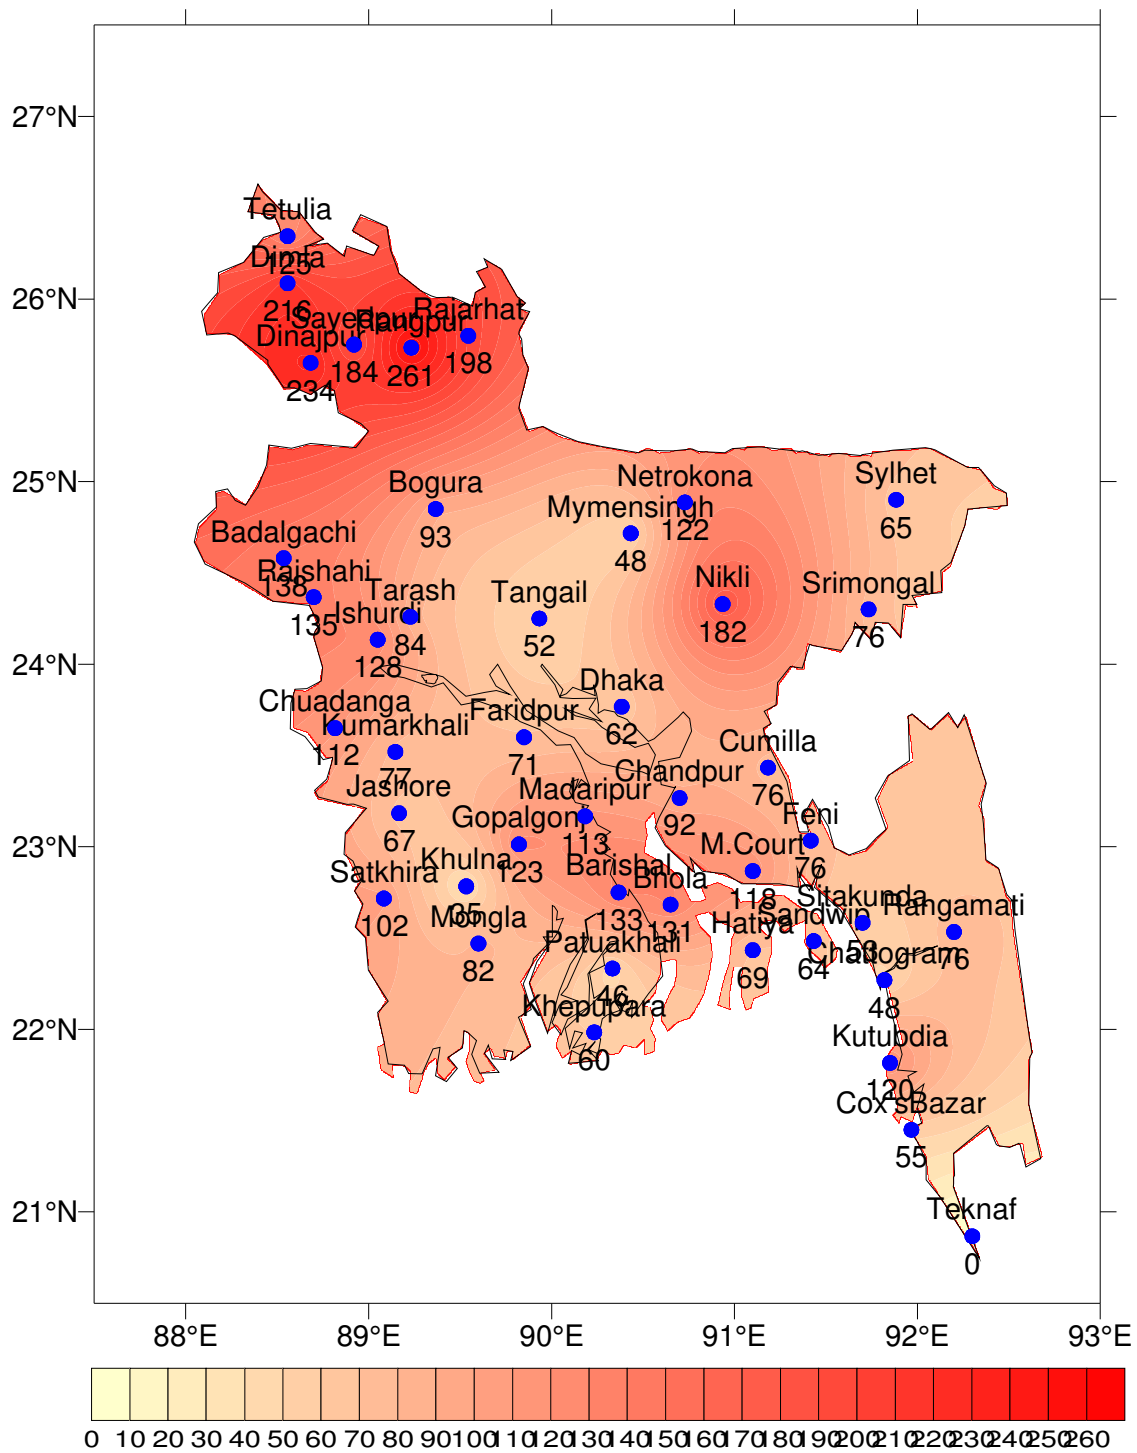 27°N
26°N
25°N
24°N
23°N
22°N
21°N
Tetulia
125
Dimla
216
Sayedpur
184
Rangpur
261
Rajarhat
198
Dinajpur
234
Bogura
93
Netrokona
122
Mymensingh
48
Sylhet
65
Badalgachi
138
Rajshahi
135
Tarash
84
Ishurdi
128
Tangail
52
Nikli
182
Srimongal
76
Chuadanga
112
Kumarkhali
77
Faridpur
71
Dhaka
62
Cumilla
76
Jashore
67
Madaripur
113
Chandpur
92
Gopalgonj
123
Feni
76
M.Court
118
Satkhira
102
Khulna
35
Barishal
133
Bhola
131
Mongla
82
Patuakhali
46
Hatiya
69
Sandwip
64
Sitakunda
53
Rangamati
76
Chattogram
48
Khepupara
60
Kutubdia
120
Cox'sBazar
55
Teknaf
0
88°E 89°E 90°E 91°E 92°E 93°E
0 10 20 30 40 50 60 70 80 90 100 110 120 130 140 150 160 170 180 190 200 210 220 230 240 250 260